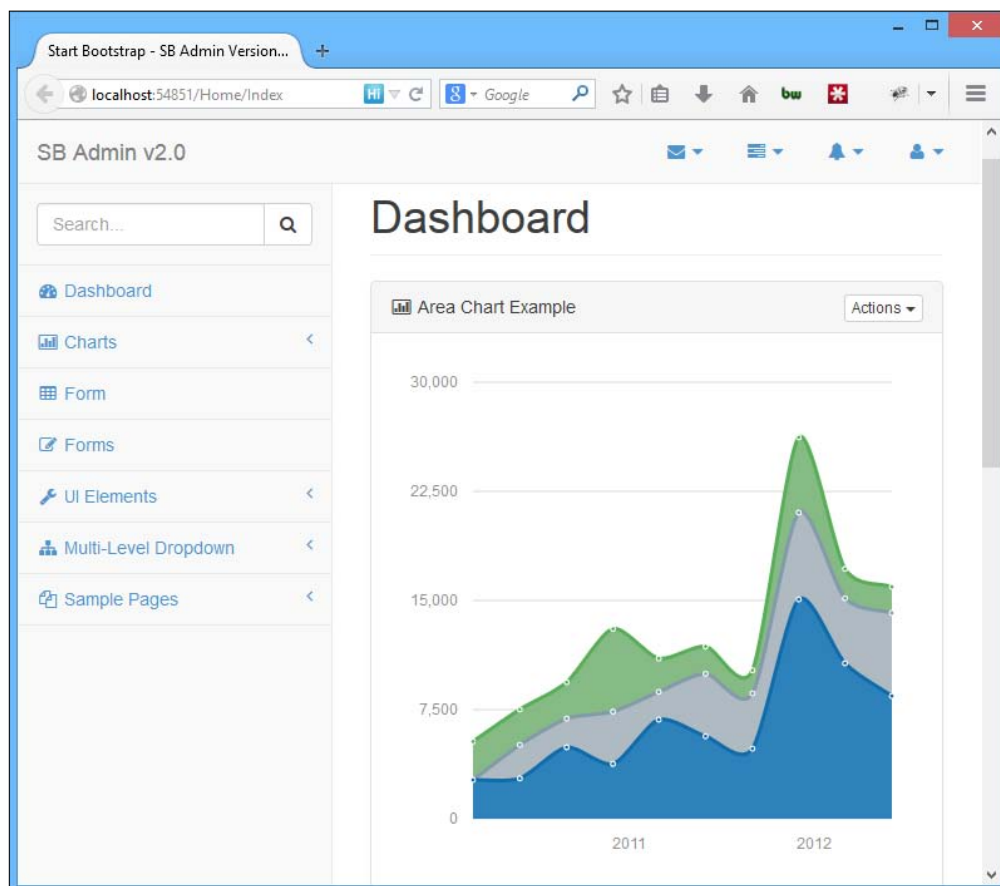 Start Bootstrap - SB Admin Version...
localhost:54851/Home/Index
Hi
8
Google
bw
SB Admin v2.0
Search...
Dashboard
Dashboard
Charts
Form
Forms
UI Elements
Multi-Level Dropdown
Sample Pages
Area Chart Example
Actions
30,000
22,500
15,000
7,500
0
2011
2012